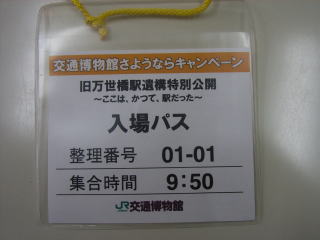 交通博物館さようならキャンペーン
旧万世橋駅遺構特別公開
～ここは、かつて、駅だった～
入場パス
整理番号 01-01
集合時間 9:50
JR交通博物館